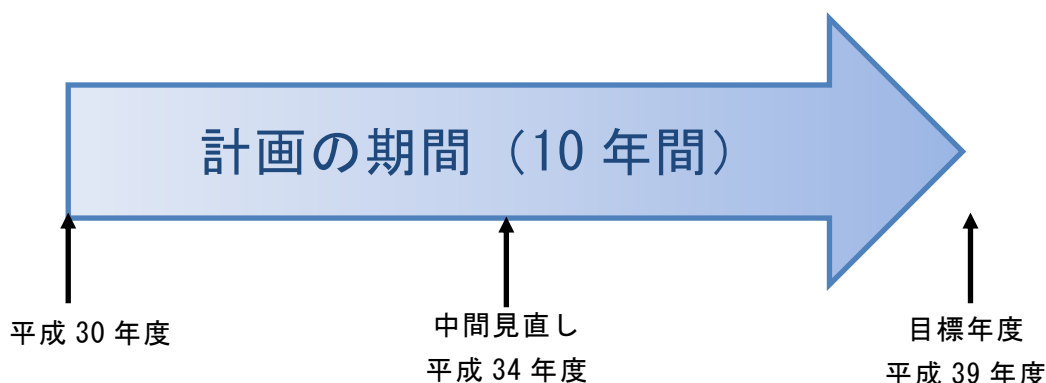 計画の期間（10 年間）
平成 30 年度
中間見直し
平成 34 年度
目標年度
平成 39 年度